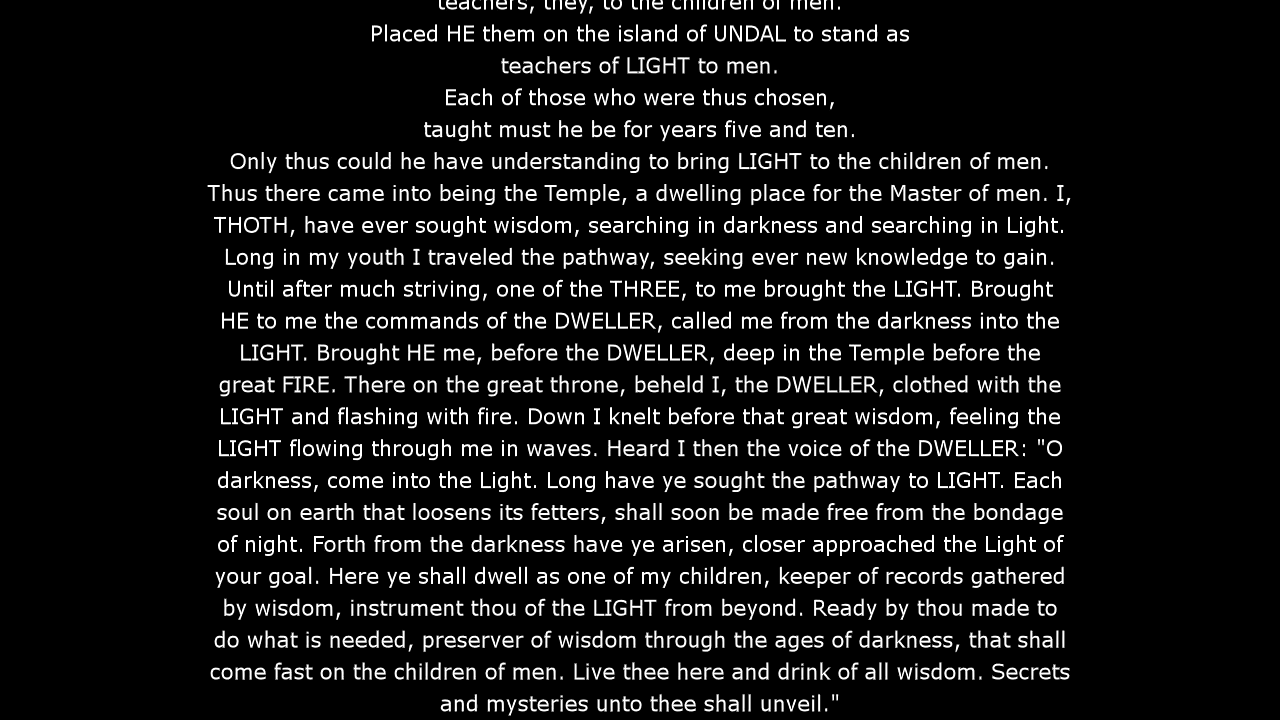 teachers, they, to the children of men.
Placed HE them on the island of UNDAL to stand as
teachers of LIGHT to men.
Each of those who were thus chosen,
taught must he be for years five and ten.
Only thus could he have understanding to bring LIGHT to the children of men.
Thus there came into being the Temple, a dwelling place for the Master of men. I,
THOTH, have ever sought wisdom, searching in darkness and searching in Light.
Long in my youth I traveled the pathway, seeking ever new knowledge to gain.
Until after much striving, one of the THREE, to me brought the LIGHT. Brought
HE to me the commands of the DWELLER, called me from the darkness into the
LIGHT. Brought HE me, before the DWELLER, deep in the Temple before the
great FIRE. There on the great throne, beheld I, the DWELLER, clothed with the
LIGHT and flashing with fire. Down I knelt before that great wisdom, feeling the
LIGHT flowing through me in waves. Heard I then the voice of the DWELLER: "O
darkness, come into the Light. Long have ye sought the pathway to LIGHT. Each
soul on earth that loosens its fetters, shall soon be made free from the bondage
of night. Forth from the darkness have ye arisen, closer approached the Light of
your goal. Here ye shall dwell as one of my children, keeper of records gathered
by wisdom, instrument thou of the LIGHT from beyond. Ready by thou made to
do what is needed, preserver of wisdom through the ages of darkness, that shall
come fast on the children of men. Live thee here and drink of all wisdom. Secrets
and mysteries unto thee shall unveil."